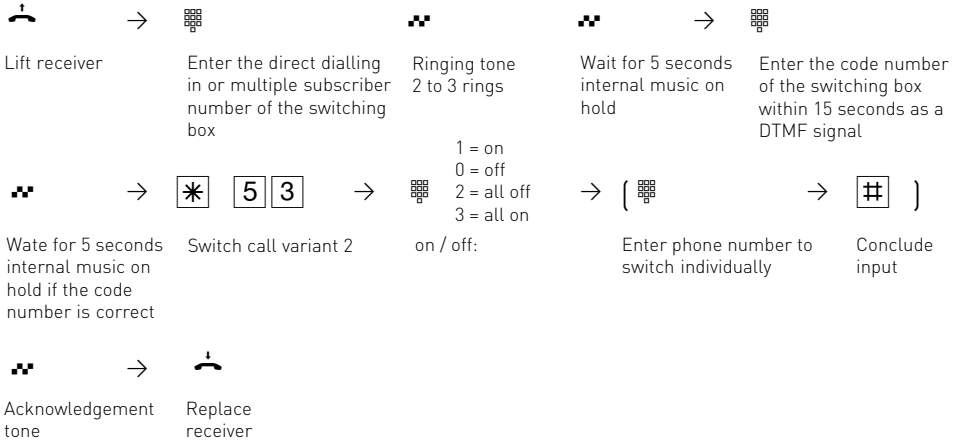 Lift receiver
Enter the direct dialling
in or multiple subscriber
number of the switching
box
Ringing tone
2 to 3 rings
Wait for 5 seconds
internal music on
hold
Enter the code number
of the switching box
within 15 seconds as a
DTMF signal
Wate for 5 seconds
internal music on
hold if the code
number is correct
* 5 3
Switch call variant 2
1 = on
0 = off
2 = all off
3 = all on
on / off:
(
Enter phone number to
switch individually
# )
Conclude
input
Acknowledgement
tone
Replace
receiver